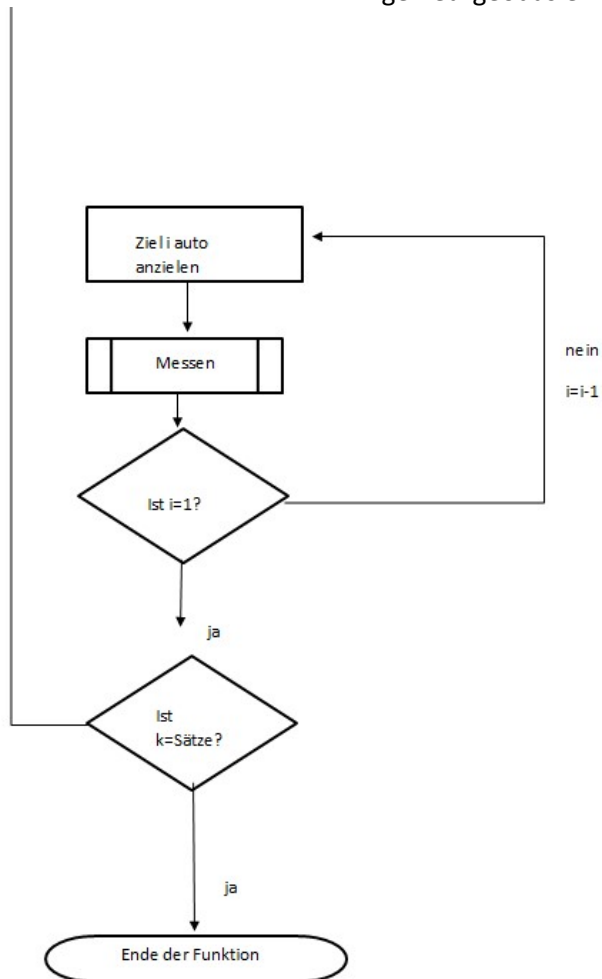 Ziel i auto
anzielen
Messen
nein
i=i-1
Ist i=1?
ja
Ist
k=Sätze?
ja
Ende der Funktion